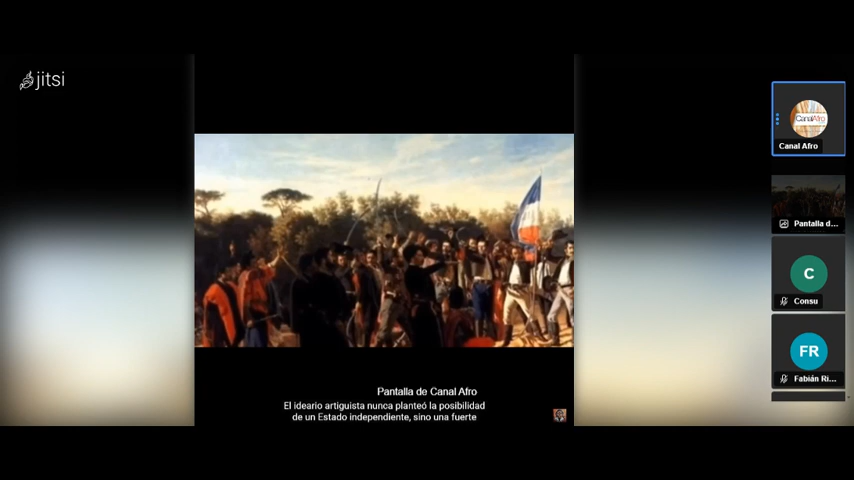 jitsi
CanalAfro
Canal Afro
Pantalla d...
C
Consu
FR
Fabián Ri...
Pantalla de Canal Afro
El ideario artiguista nunca planteó la posibilidad
de un Estado independiente, sino una fuerte